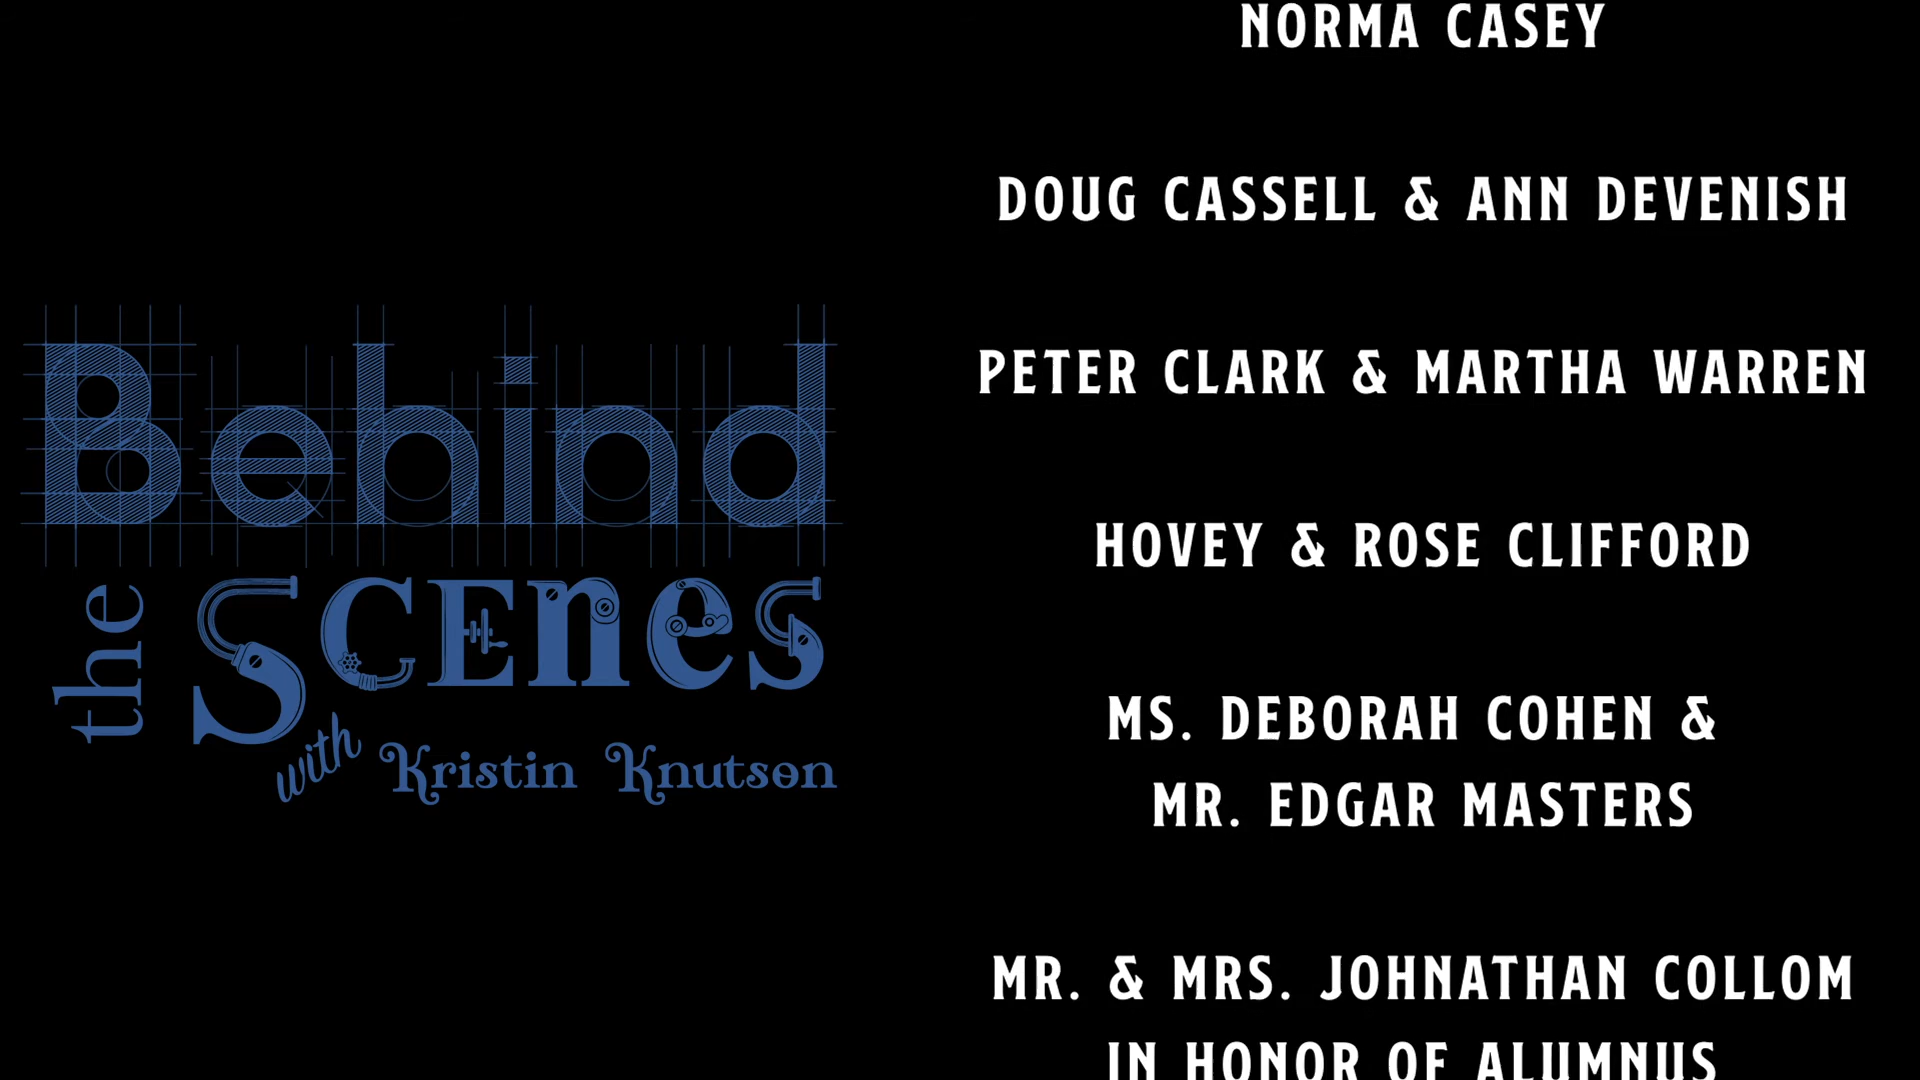 Behind
the
Scenes
with Kristin Knutson
NORMA CASEY
DOUG CASSELL & ANN DEVENISH
PETER CLARK & MARTHA WARREN
HOVEY & ROSE CLIFFORD
MS. DEBORAH COHEN &
MR. EDGAR MASTERS
MR. & MRS. JOHNATHAN COLLOM
IN HONOR OF ALUMNUS